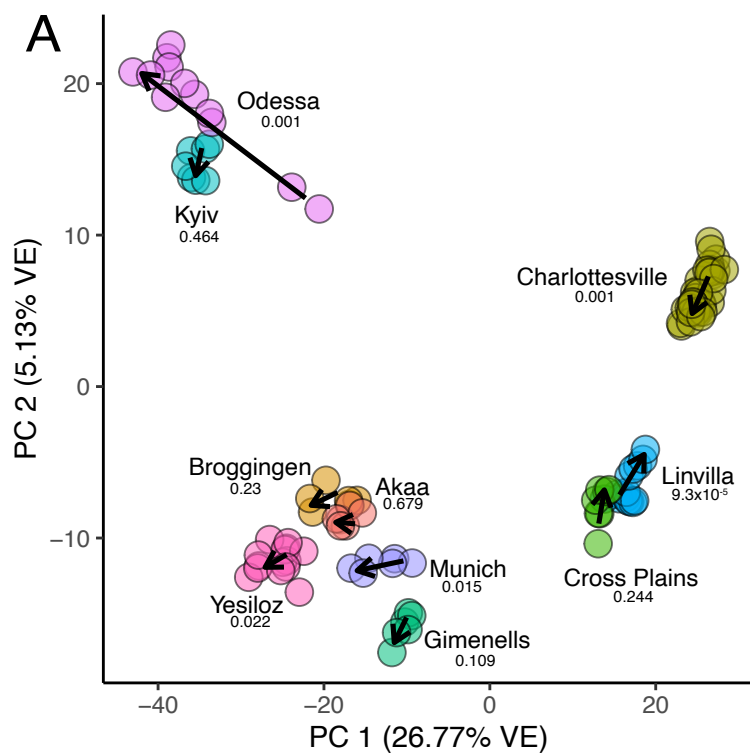 A
20
Odessa
0.001
Kyiv
0.464
10
Charlottesville
0.001
PC 2 (5.13% VE)
0
Broggingen
0.23
Akaa
0.679
Linvilla
9.3x10⁻⁵
−10
Munich
0.015
Cross Plains
0.244
Yesiloz
0.022
Gimenells
0.109
−40 −20 0 20
PC 1 (26.77% VE)